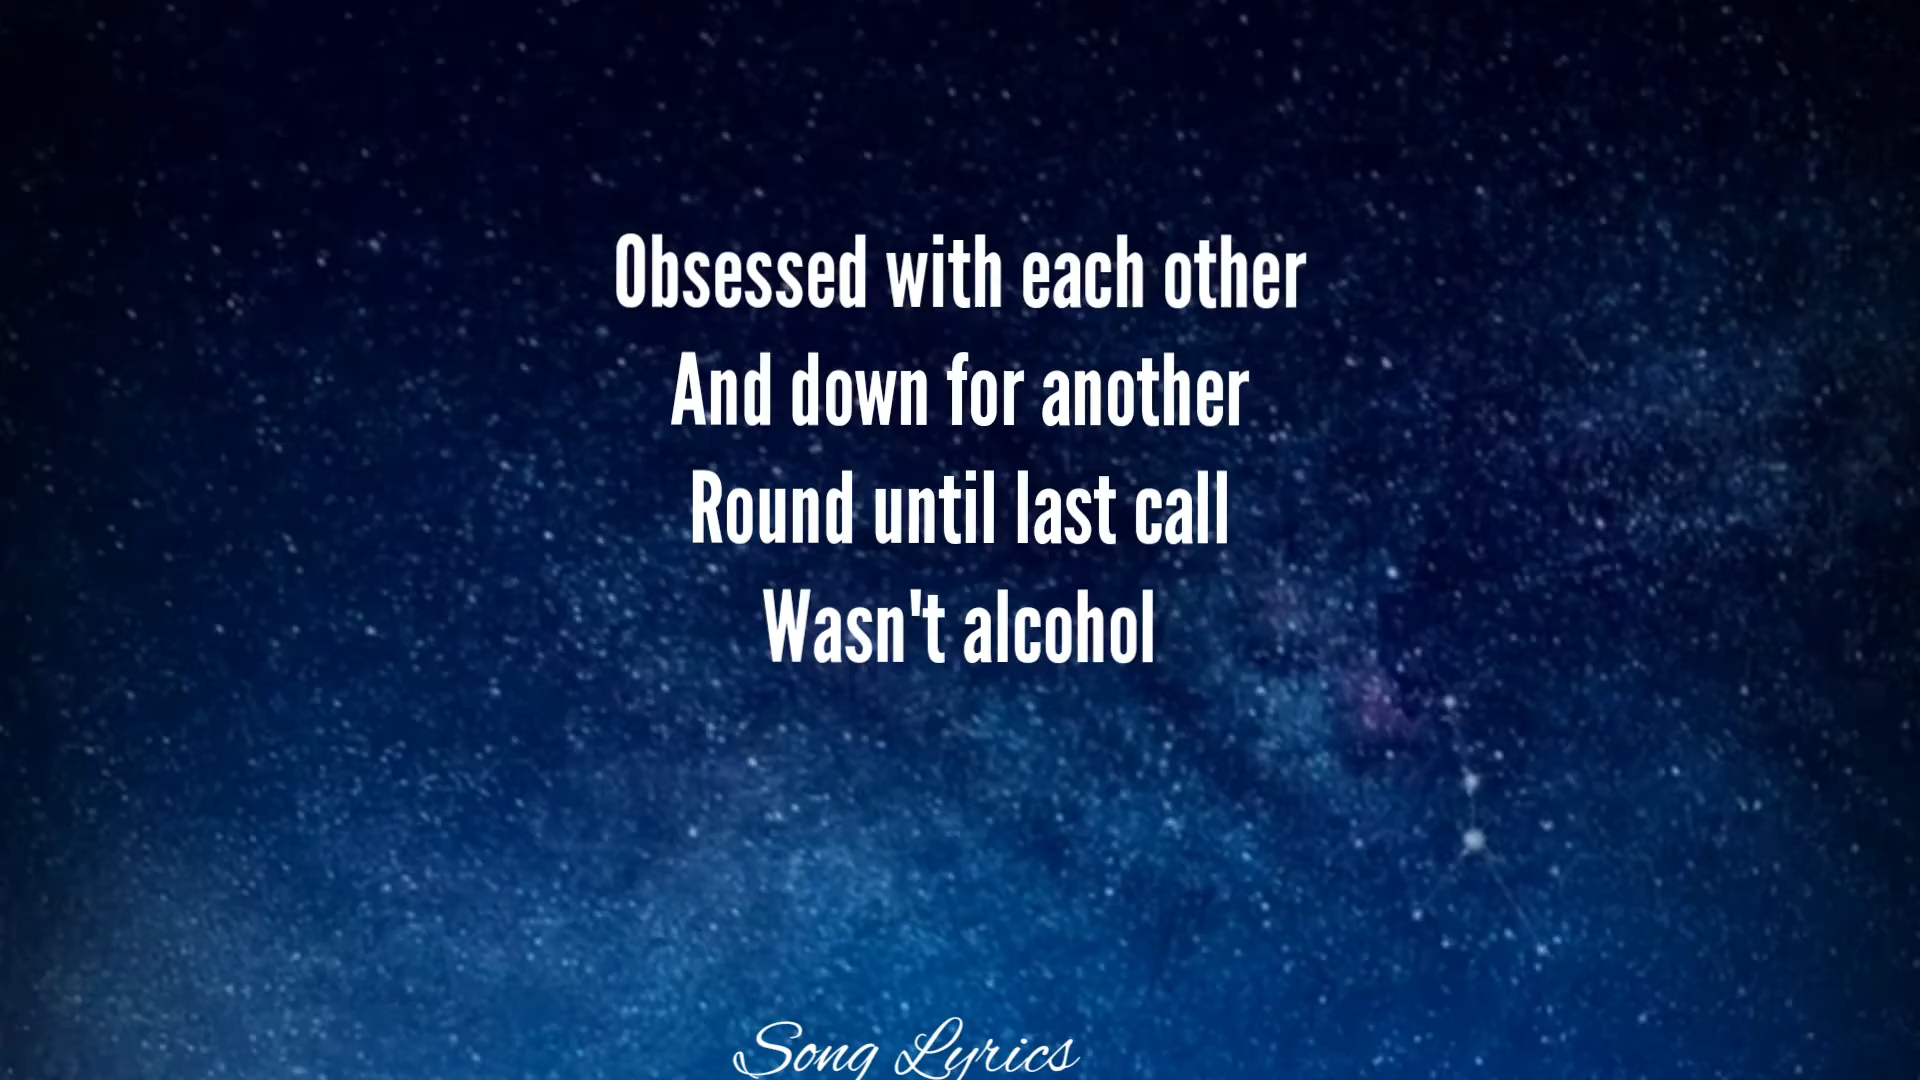 Obsessed with each other
And down for another
Round until last call
Wasn't alcohol
Song Lyrics